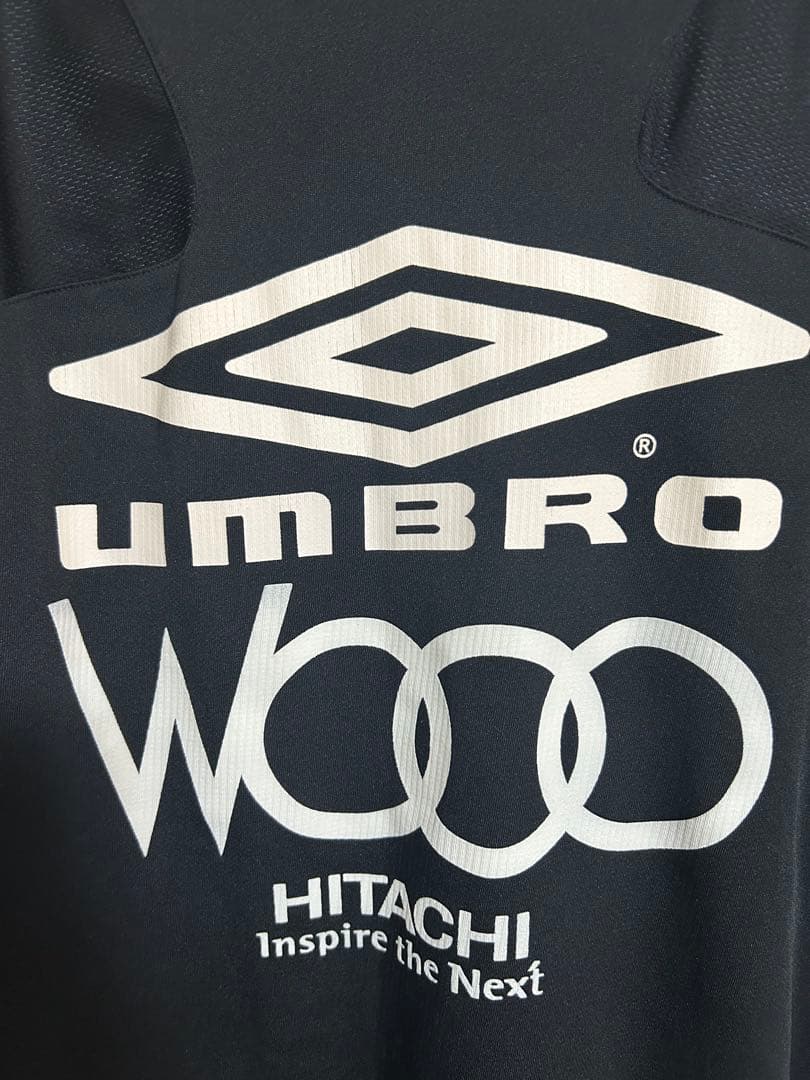 ®
UMBRO
WOOO
HITACHI
Inspire the Next